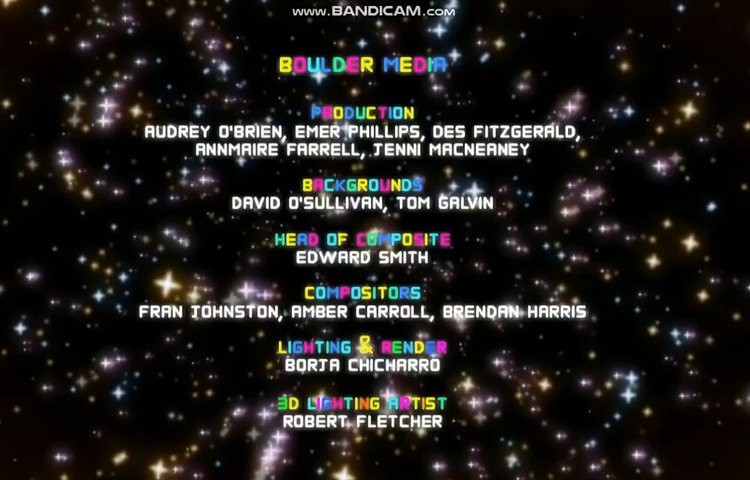 www.BANDICAM.com
BOULDER MEDIA
PRODUCTION
AUDREY O'BRIEN, EMER PHILLIPS, DES FITZGERALD,
ANNMAIRE FARRELL, JENNI MACNEANEY
BACKGROUNDS
DAVID O'SULLIVAN, TOM GALVIN
HEAD OF COMPOSITE
EDWARD SMITH
COMPOSITORS
FRAN JOHNSTON, AMBER CARROLL, BRENDAN HARRIS
LIGHTING & RENDER
BORJA CHICHARRO
3D LIGHTING ARTIST
ROBERT FLETCHER